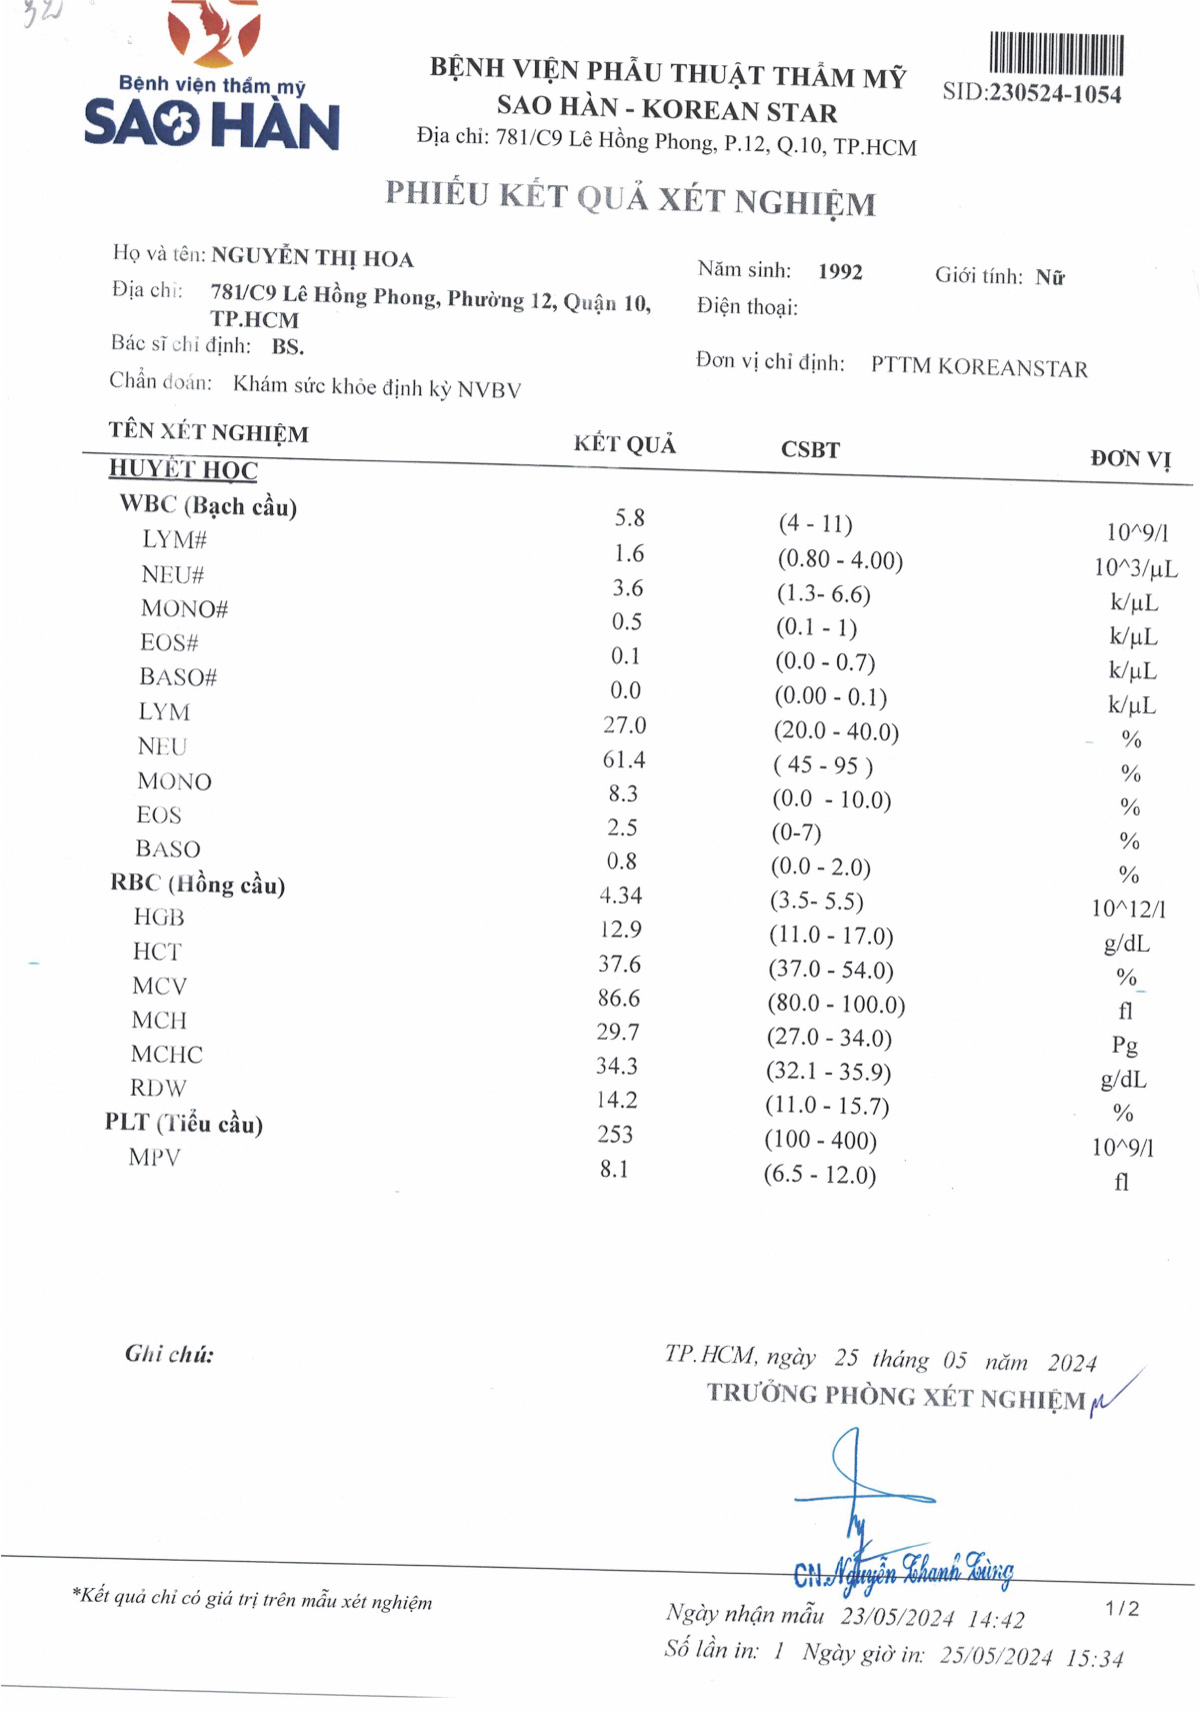 32
Bệnh viện thẩm mỹ
SAO HÀN
BỆNH VIỆN PHẪU THUẬT THẨM MỸ
SAO HÀN - KOREAN STAR
Địa chỉ: 781/C9 Lê Hồng Phong, P.12, Q.10, TP.HCM
SID:230524-1054
PHIẾU KẾT QUẢ XÉT NGHIỆM
Họ và tên: NGUYỄN THỊ HOA Năm sinh: 1992 Giới tính: Nữ
Địa chỉ: 781/C9 Lê Hồng Phong, Phường 12, Quận 10, Điện thoại:
TP.HCM
Bác sĩ chỉ định: BS. Đơn vị chỉ định: PTTM KOREANSTAR
Chẩn đoán: Khám sức khỏe định kỳ NVBV
TÊN XÉT NGHIỆM KẾT QUẢ CSBT ĐƠN VỊ
HUYẾT HỌC
WBC (Bạch cầu) 5.8 (4 - 11) 10^9/l
LYM# 1.6 (0.80 - 4.00) 10^3/µL
NEU# 3.6 (1.3- 6.6) k/µL
MONO# 0.5 (0.1 - 1) k/µL
EOS# 0.1 (0.0 - 0.7) k/µL
BASO# 0.0 (0.00 - 0.1) k/µL
LYM 27.0 (20.0 - 40.0) %
NEU 61.4 ( 45 - 95 ) %
MONO 8.3 (0.0 - 10.0) %
EOS 2.5 (0-7) %
BASO 0.8 (0.0 - 2.0) %
RBC (Hồng cầu) 4.34 (3.5- 5.5) 10^12/l
HGB 12.9 (11.0 - 17.0) g/dL
HCT 37.6 (37.0 - 54.0) %
MCV 86.6 (80.0 - 100.0) fl
MCH 29.7 (27.0 - 34.0) Pg
MCHC 34.3 (32.1 - 35.9) g/dL
RDW 14.2 (11.0 - 15.7) %
PLT (Tiểu cầu) 253 (100 - 400) 10^9/l
MPV 8.1 (6.5 - 12.0) fl
Ghi chú:
TP.HCM, ngày 25 tháng 05 năm 2024
TRƯỞNG PHÒNG XÉT NGHIỆM
CN.Nguyễn Thanh Tùng
*Kết quả chỉ có giá trị trên mẫu xét nghiệm
Ngày nhận mẫu 23/05/2024 14:42
1/2
Số lần in: 1 Ngày giờ in: 25/05/2024 15:34